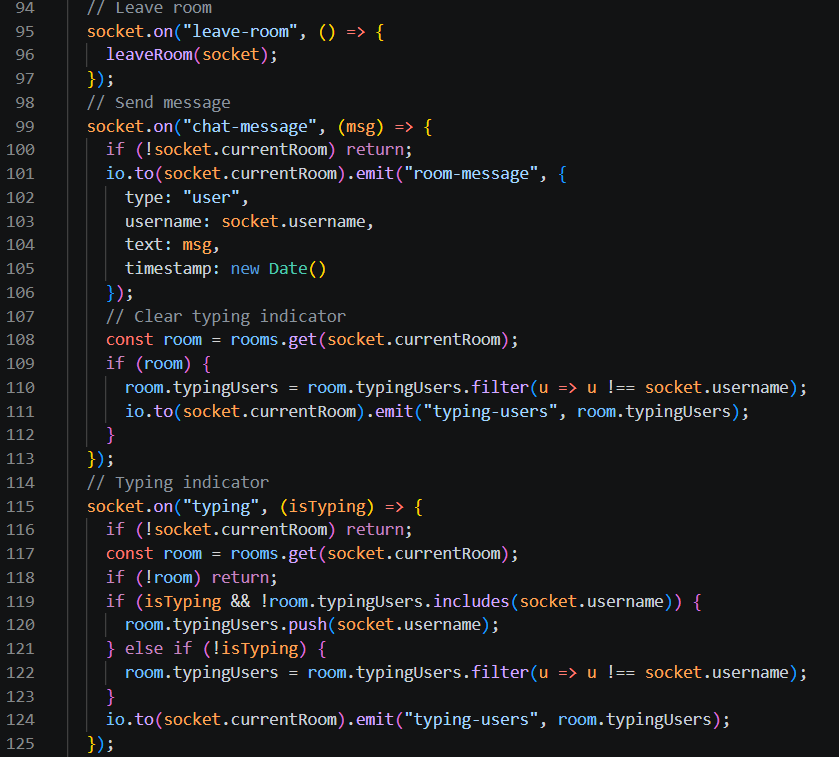 94 // Leave room
95 socket.on("leave-room", () => {
96 leaveRoom(socket);
97 });
98 // Send message
99 socket.on("chat-message", (msg) => {
100 if (!socket.currentRoom) return;
101 io.to(socket.currentRoom).emit("room-message", {
102 type: "user",
103 username: socket.username,
104 text: msg,
105 timestamp: new Date()
106 });
107 // Clear typing indicator
108 const room = rooms.get(socket.currentRoom);
109 if (room) {
110 room.typingUsers = room.typingUsers.filter(u => u !== socket.username);
111 io.to(socket.currentRoom).emit("typing-users", room.typingUsers);
112 }
113 });
114 // Typing indicator
115 socket.on("typing", (isTyping) => {
116 if (!socket.currentRoom) return;
117 const room = rooms.get(socket.currentRoom);
118 if (!room) return;
119 if (isTyping && !room.typingUsers.includes(socket.username)) {
120 room.typingUsers.push(socket.username);
121 } else if (!isTyping) {
122 room.typingUsers = room.typingUsers.filter(u => u !== socket.username);
123 }
124 io.to(socket.currentRoom).emit("typing-users", room.typingUsers);
125 });